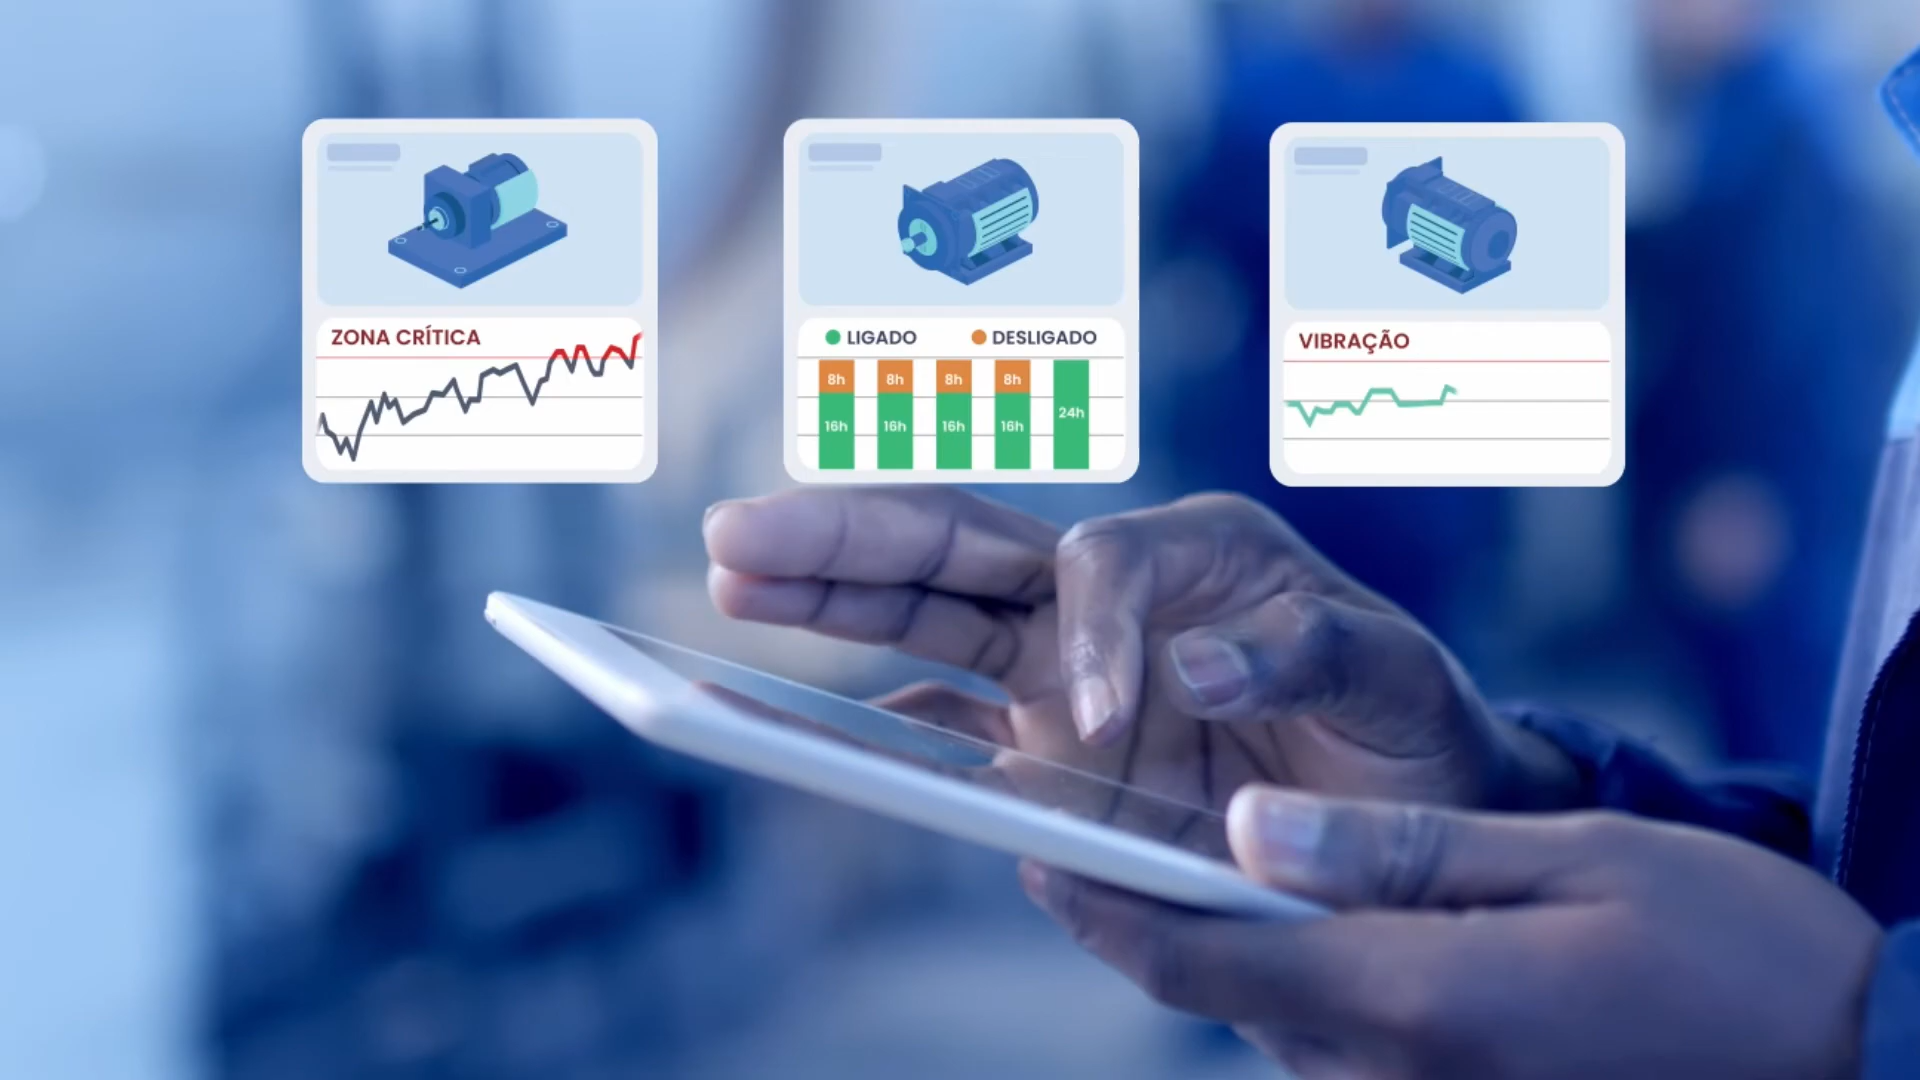 ZONA CRÍTICA
LIGADO DESLIGADO
8h 8h 8h 8h
16h 16h 16h 16h 24h
VIBRAÇÃO